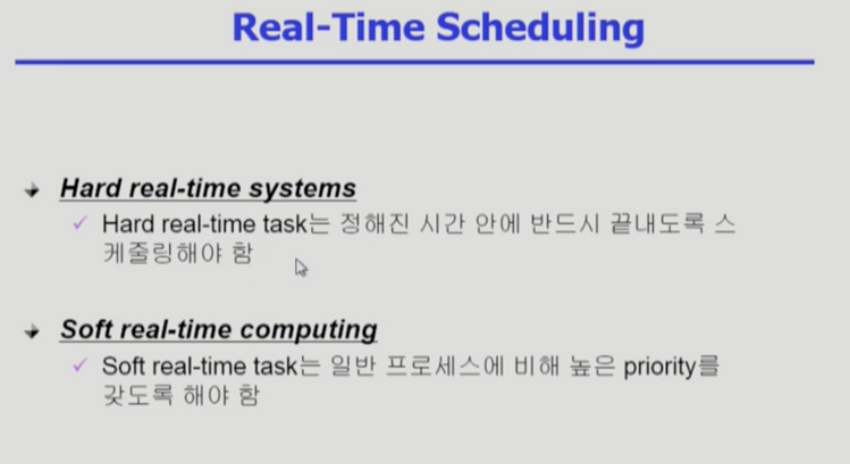 Real-Time Scheduling
Hard real-time systems
Hard real-time task는 정해진 시간 안에 반드시 끝내도록 스
케줄링해야 함
Soft real-time computing
Soft real-time task는 일반 프로세스에 비해 높은 priority를
갖도록 해야 함